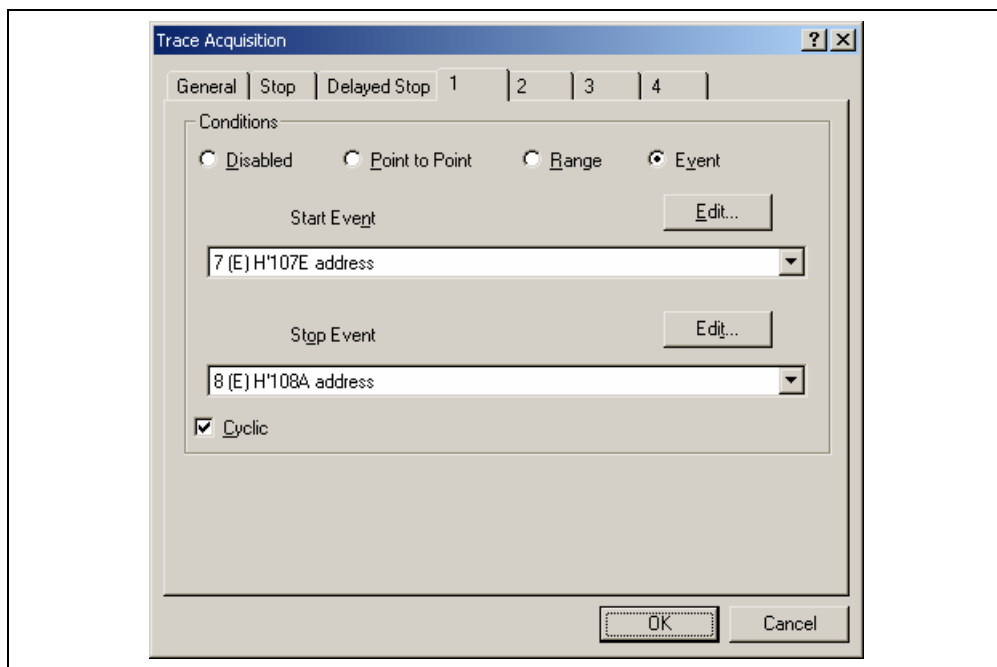 Trace Acquisition
General Stop Delayed Stop 1 2 3 4
Conditions
Disabled Point to Point Range Event
Start Event Edit...
7 (E) H'107E address
Stop Event Edit...
8 (E) H'108A address
Cyclic
OK Cancel